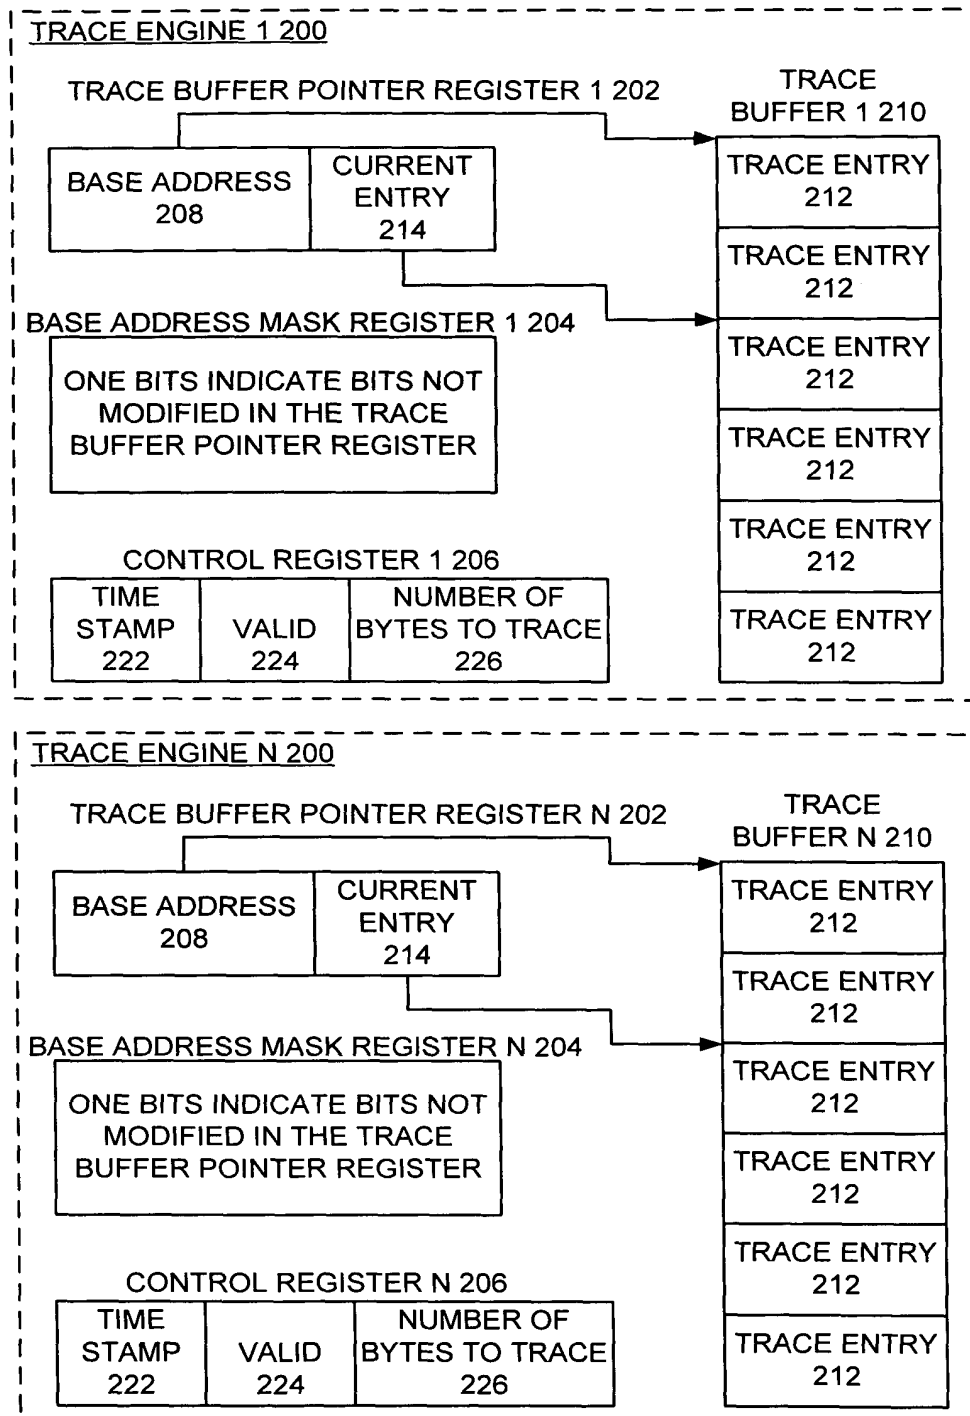 TRACE ENGINE 1 200
TRACE BUFFER POINTER REGISTER 1 202
TRACE
BUFFER 1 210
BASE ADDRESS
208
CURRENT
ENTRY
214
BASE ADDRESS MASK REGISTER 1 204
ONE BITS INDICATE BITS NOT
MODIFIED IN THE TRACE
BUFFER POINTER REGISTER
CONTROL REGISTER 1 206
TIME
STAMP
222
VALID
224
NUMBER OF
BYTES TO TRACE
226
TRACE ENTRY
212
TRACE ENTRY
212
TRACE ENTRY
212
TRACE ENTRY
212
TRACE ENTRY
212
TRACE ENTRY
212
TRACE ENGINE N 200
TRACE BUFFER POINTER REGISTER N 202
TRACE
BUFFER N 210
BASE ADDRESS
208
CURRENT
ENTRY
214
BASE ADDRESS MASK REGISTER N 204
ONE BITS INDICATE BITS NOT
MODIFIED IN THE TRACE
BUFFER POINTER REGISTER
CONTROL REGISTER N 206
TIME
STAMP
222
VALID
224
NUMBER OF
BYTES TO TRACE
226
TRACE ENTRY
212
TRACE ENTRY
212
TRACE ENTRY
212
TRACE ENTRY
212
TRACE ENTRY
212
TRACE ENTRY
212